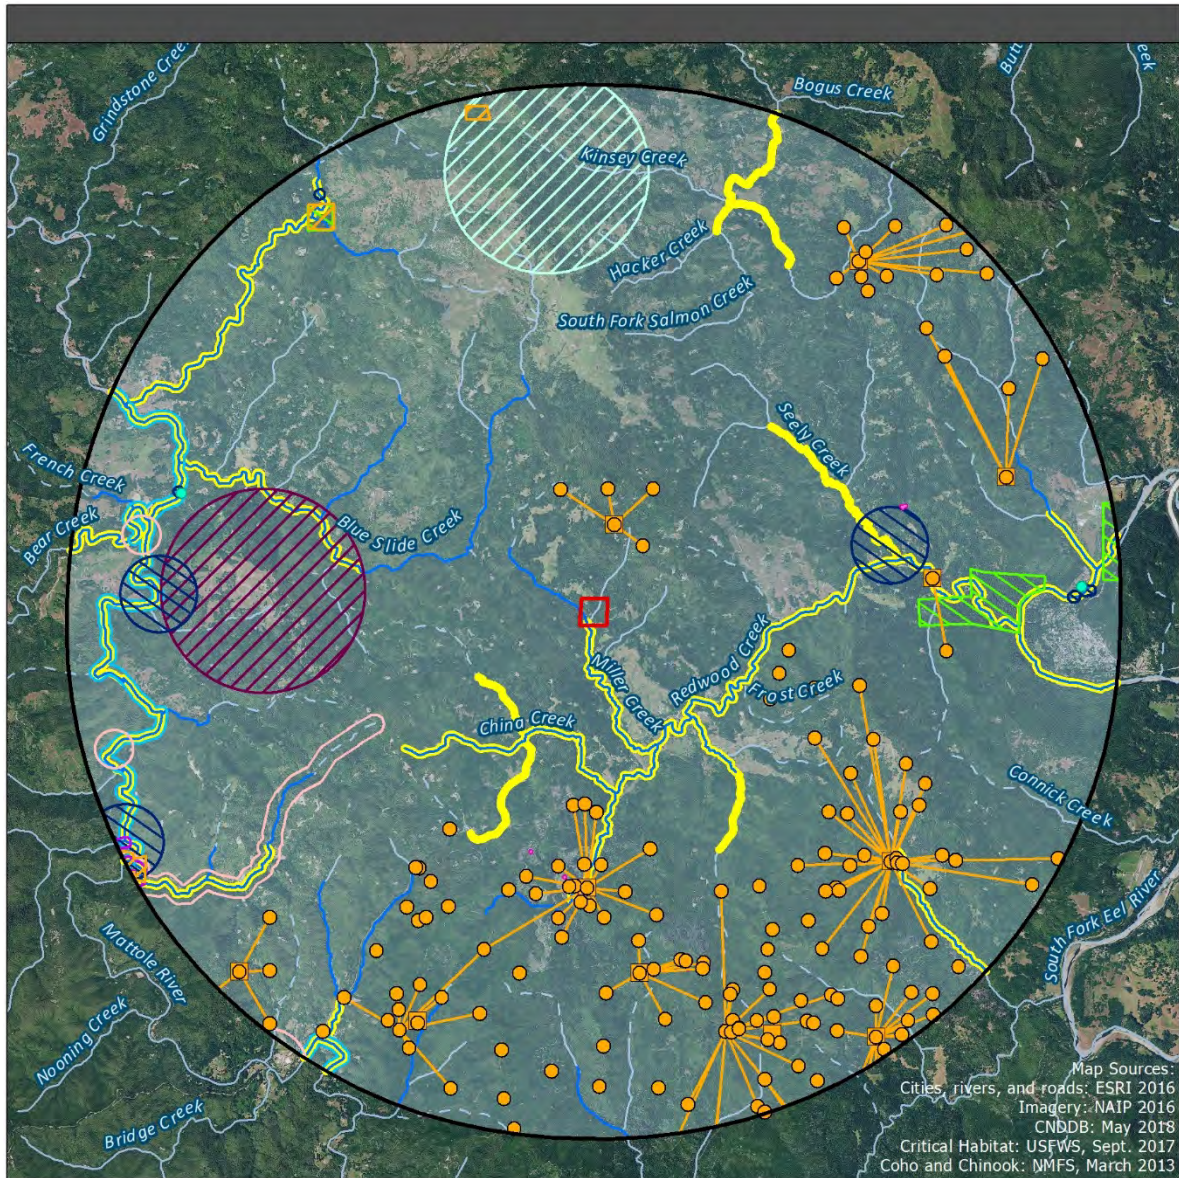 Grindstone Creek
Bogus Creek
Butt
eek
Kinsey Creek
Hacker Creek
South Fork Salmon Creek
Seely Creek
French Creek
Bear Creek
Blue Slide Creek
Miller Creek
Redwood Creek
Frost Creek
China Creek
Connick Creek
South Fork Eel River
Mattole River
Nooning Creek
Bridge Creek
Map Sources:
Cities, rivers, and roads: ESRI 2016
Imagery: NAIP 2016
CNDDB: May 2018
Critical Habitat: USFWS, Sept. 2017
Coho and Chinook: NMFS, March 2013